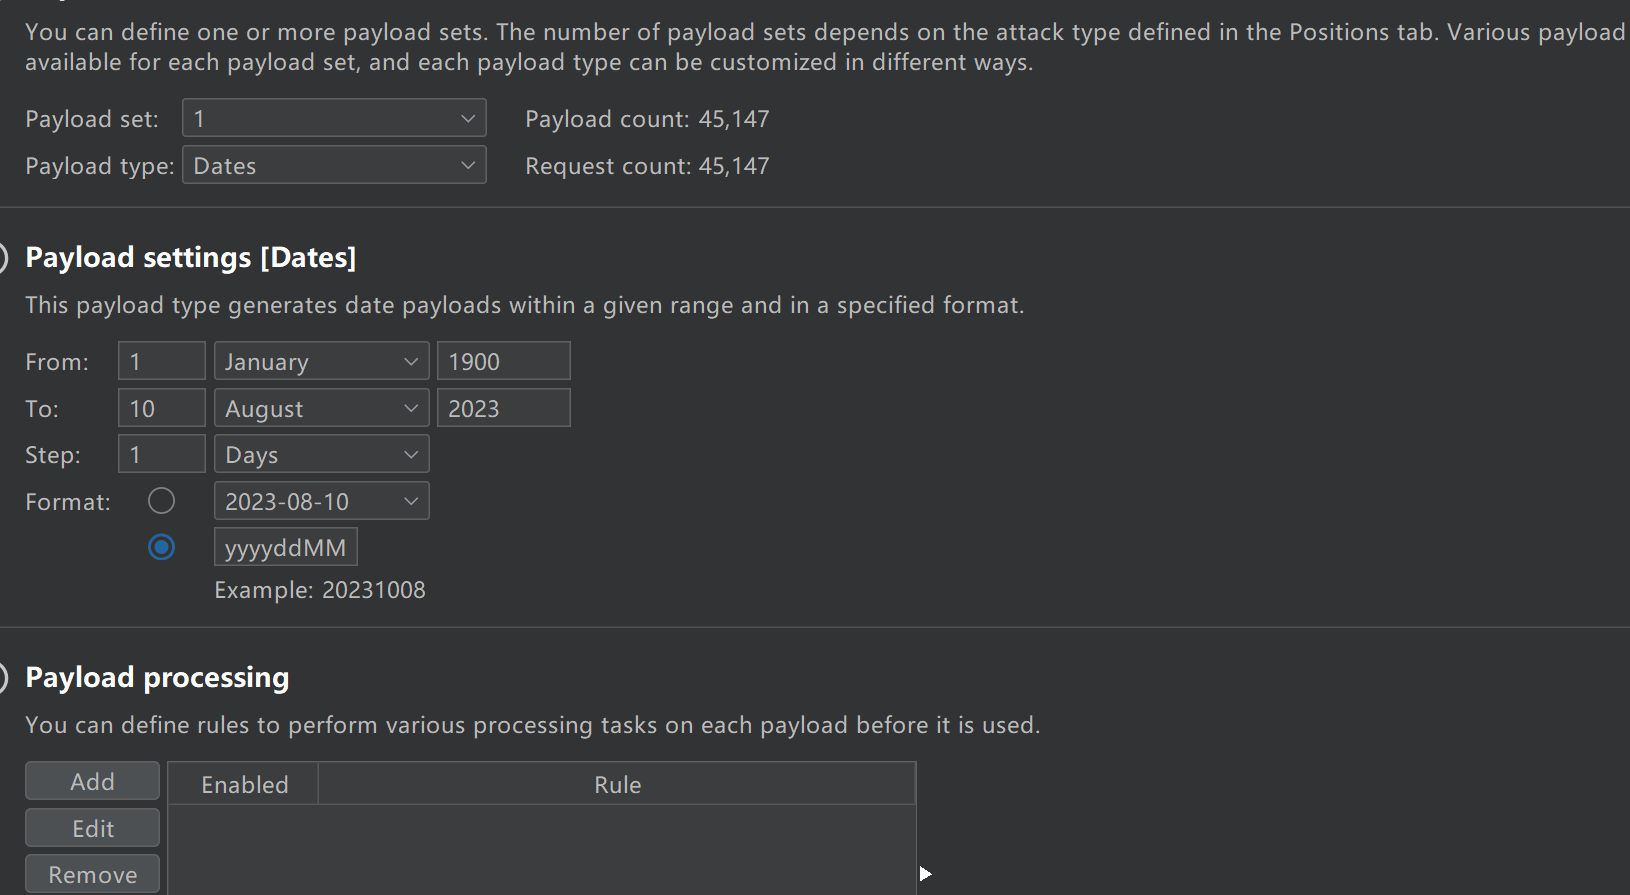 You can define one or more payload sets. The number of payload sets depends on the attack type defined in the Positions tab. Various payload
available for each payload set, and each payload type can be customized in different ways.
Payload set: 1 Payload count: 45,147
Payload type: Dates Request count: 45,147
Payload settings [Dates]
This payload type generates date payloads within a given range and in a specified format.
From: 1 January 1900
To: 10 August 2023
Step: 1 Days
Format: 2023-08-10
yyyyddMM
Example: 20231008
Payload processing
You can define rules to perform various processing tasks on each payload before it is used.
Add Enabled Rule
Edit
Remove